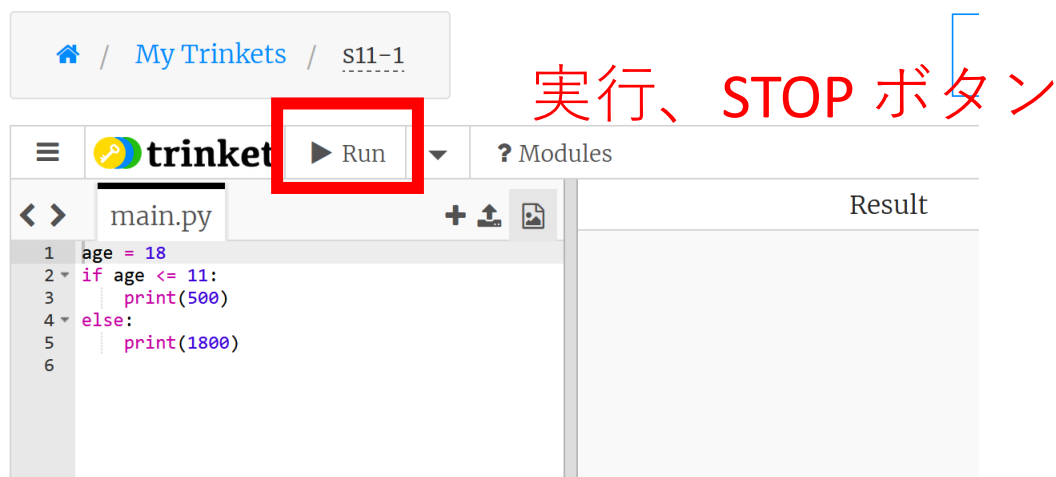 My Trinkets / s11-1
実行、STOP ボタン
trinket Run ? Modules
main.py
Result
1 age = 18
2 if age <= 11:
3 print(500)
4 else:
5 print(1800)
6